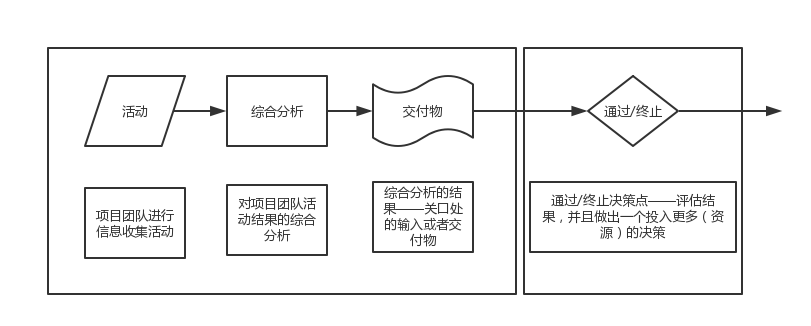 活动
综合分析
交付物
通过/终止
项目团队进行
信息收集活动
对项目团队活
动结果的综合
分析
综合分析的结
果——关口处
的输入或者交
付物
通过/终止决策点——评估结
果，并且做出一个投入更多（资
源）的决策